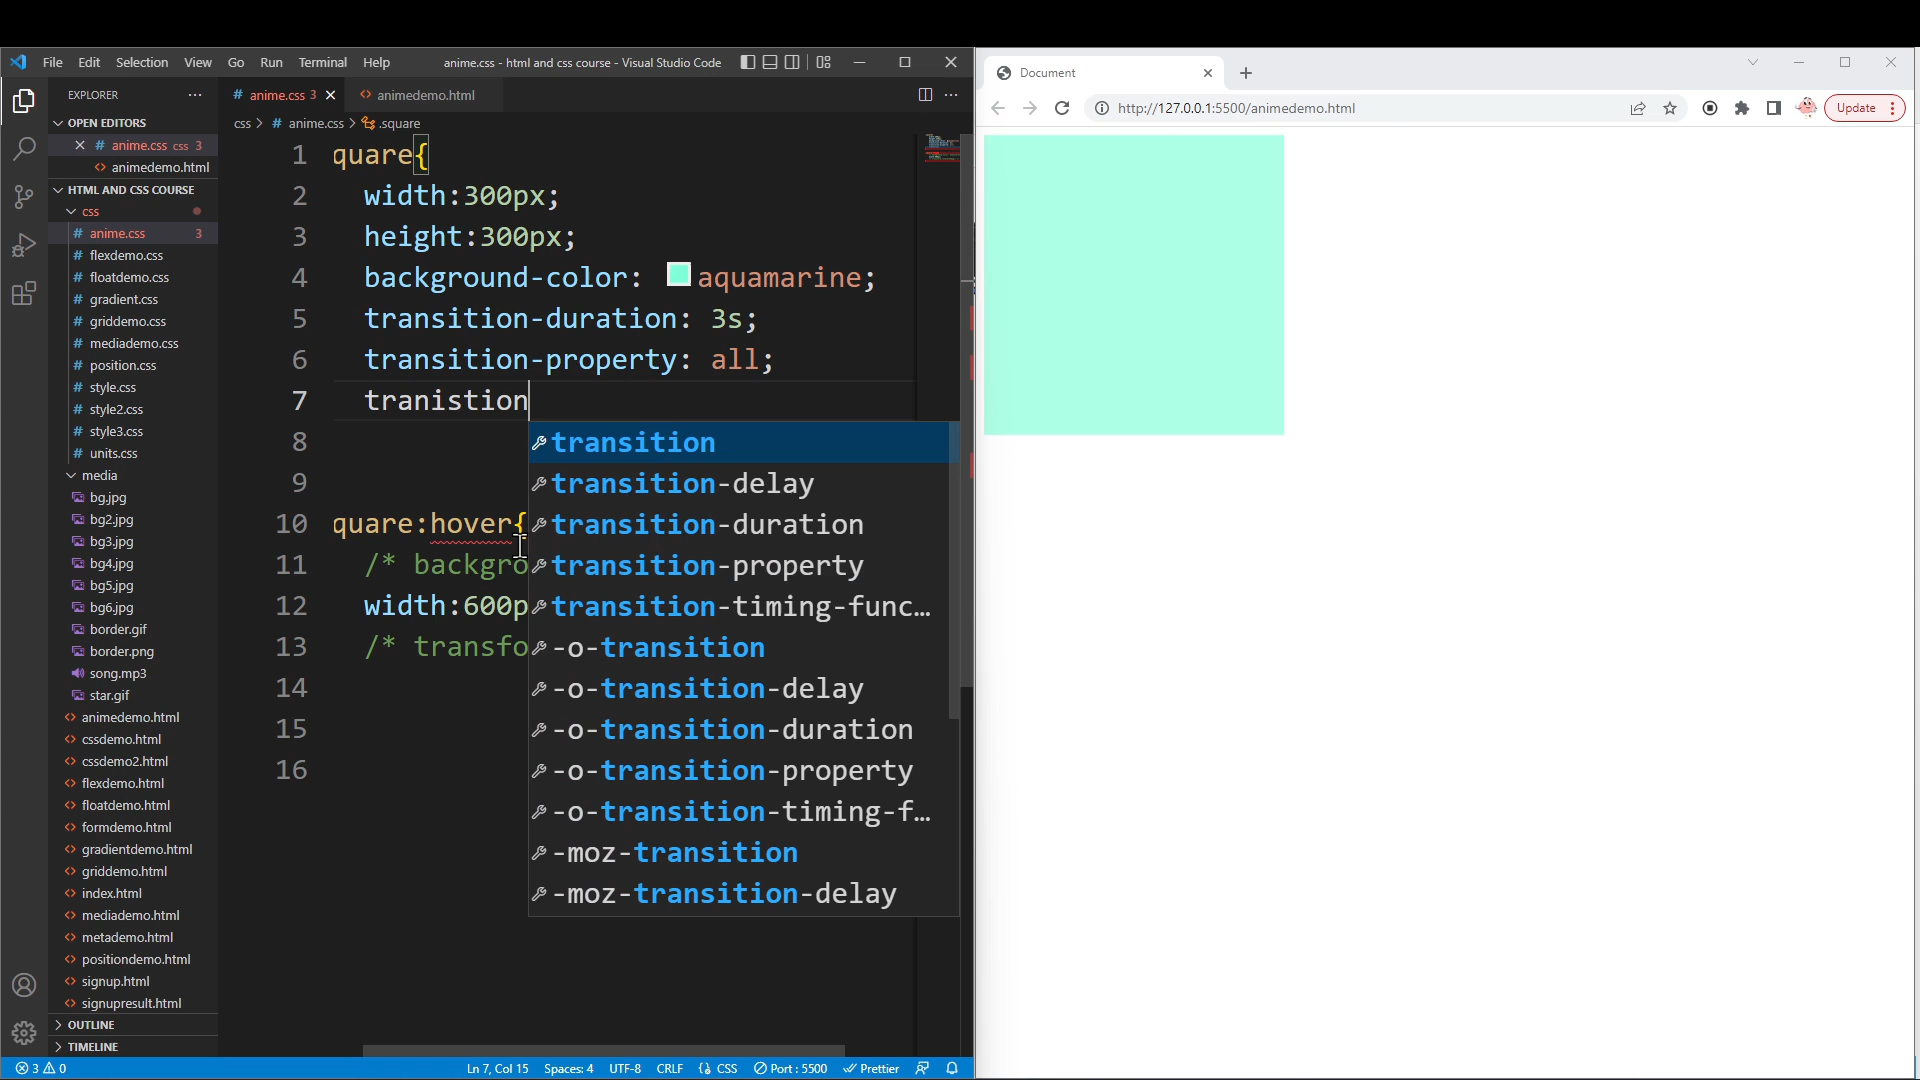 File Edit Selection View Go Run Terminal Help
anime.css - html and css course - Visual Studio Code
EXPLORER
OPEN EDITORS
anime.css css 3
animedemo.html
HTML AND CSS COURSE
css
anime.css 3
flexdemo.css
floatdemo.css
gradient.css
griddemo.css
mediademo.css
position.css
style.css
style2.css
style3.css
units.css
media
bg.jpg
bg2.jpg
bg3.jpg
bg4.jpg
bg5.jpg
bg6.jpg
border.gif
border.png
song.mp3
star.gif
animedemo.html
cssdemo.html
cssdemo2.html
flexdemo.html
floatdemo.html
formdemo.html
gradientdemo.html
griddemo.html
index.html
mediademo.html
metademo.html
positiondemo.html
signup.html
signupresult.html
OUTLINE
TIMELINE
# anime.css 3 animedemo.html
css > # anime.css > .square
1 quare{
2 width:300px;
3 height:300px;
4 background-color: aquamarine;
5 transition-duration: 3s;
6 transition-property: all;
7 tranistion
8
9
10 quare:hover{
11 /* backgro
12 width:600p
13 /* transfo
14
15
16
transition
transition-delay
transition-duration
transition-property
transition-timing-func…
-o-transition
-o-transition-delay
-o-transition-duration
-o-transition-property
-o-transition-timing-f…
-moz-transition
-moz-transition-delay
3 0 Ln 7, Col 15 Spaces: 4 UTF-8 CRLF {} CSS Port : 5500 Prettier
Document
http://127.0.0.1:5500/animedemo.html
Update